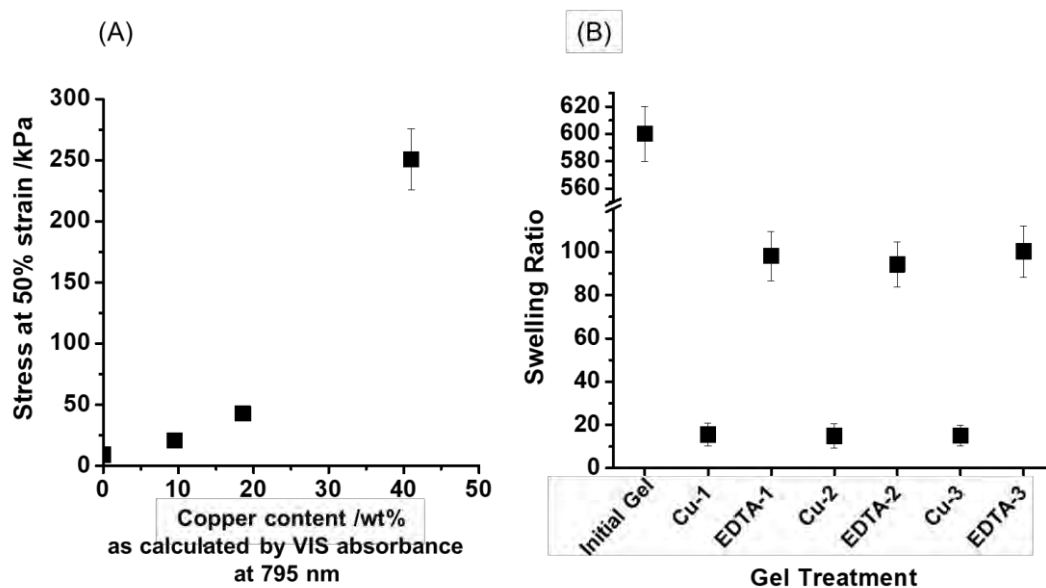 (A)
300
250
200
150
100
50
0
0 10 20 30 40 50
Stress at 50% strain /kPa
Copper content /wt%
as calculated by VIS absorbance
at 795 nm
(B)
620
600
580
560
100
80
60
40
20
0
Swelling Ratio
Initial Gel
Cu-1
EDTA-1
Cu-2
EDTA-2
Cu-3
EDTA-3
Gel Treatment